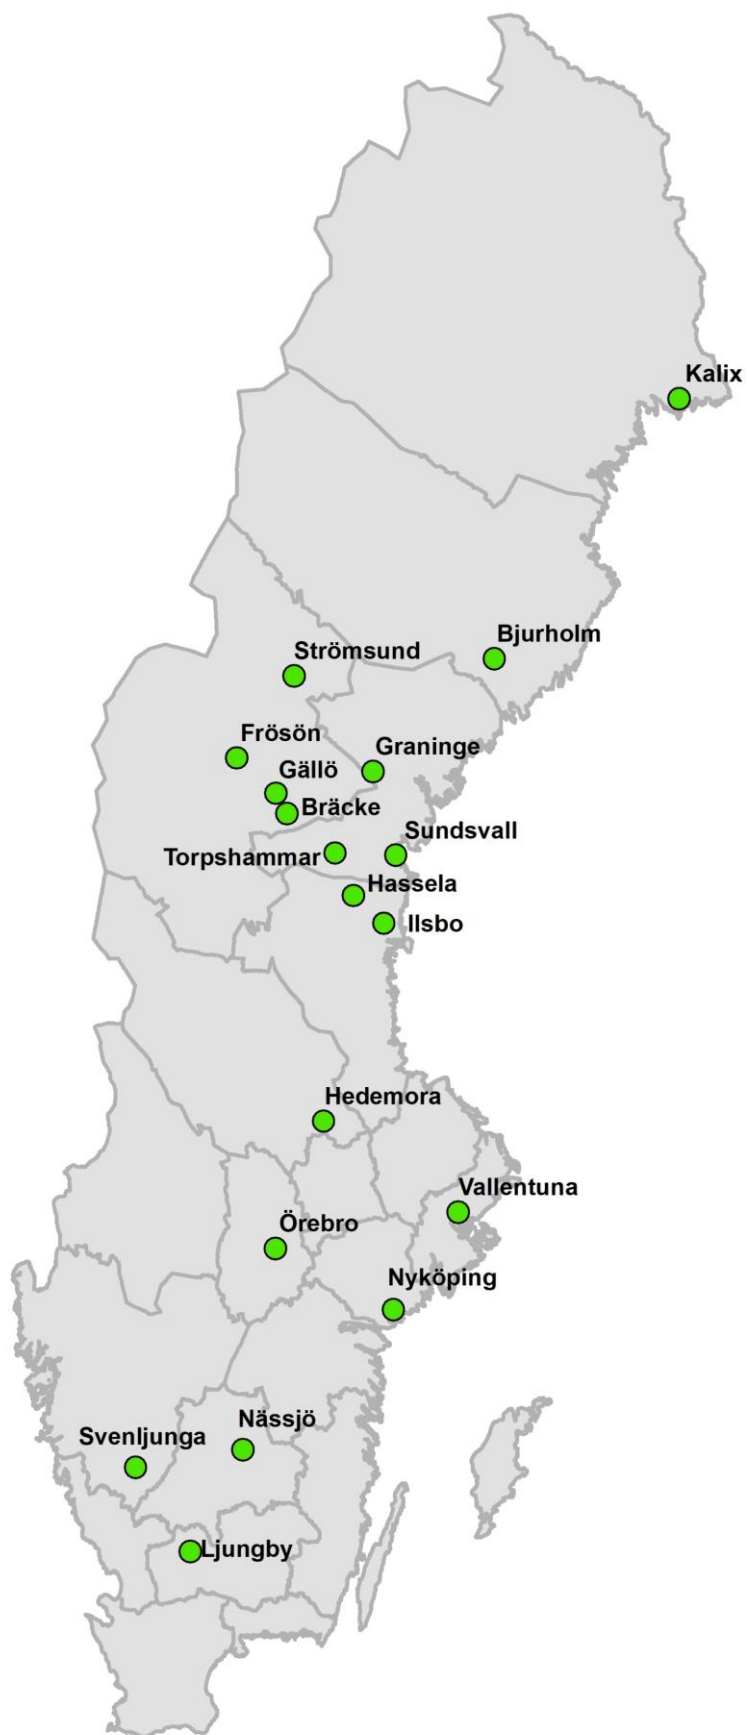 Kalix
Bjurholm
Strömsund
Frösön
Graninge
Gällö
Bräcke
Sundsvall
Torpshammar
Hassela
Ilsbo
Hedemora
Vallentuna
Örebro
Nyköping
Nässjö
Svenljunga
Ljungby